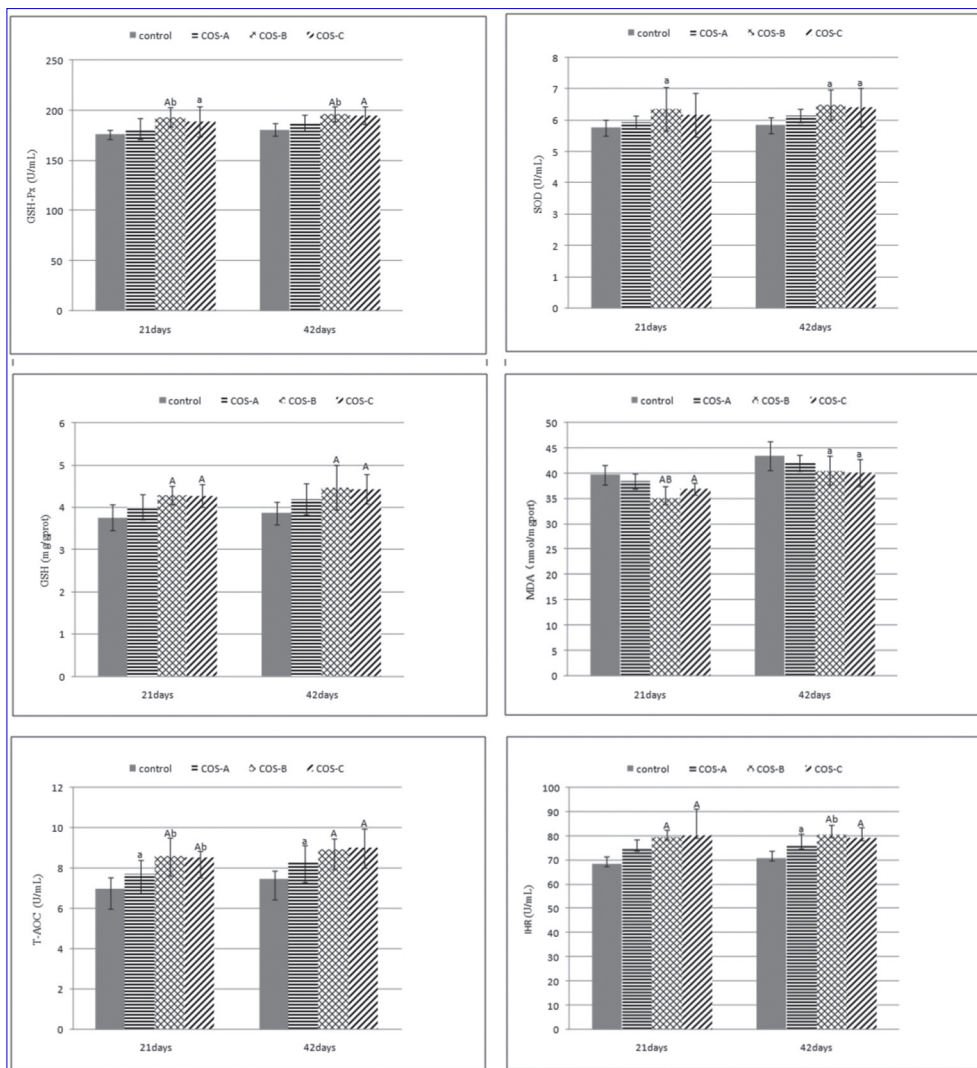 control COS-A COS-B COS-C
250
200
150
100
50
0
GSH-Px (U/mL)
Ab a Ab A
21days 42days
control COS-A COS-B COS-C
8
7
6
5
4
3
2
1
0
SOD (U/mL)
a a a
21days 42days
control COS-A COS-B COS-C
6
5
4
3
2
1
0
GSH (mg/gprot)
A A A A
21days 42days
control COS-A COS-B COS-C
50
45
40
35
30
25
20
15
10
5
0
MDA (nmol/mgport)
AB A a a
21days 42days
control COS-A COS-B COS-C
12
10
8
6
4
2
0
T-AOC (U/mL)
a Ab Ab a A A
21days 42days
control COS-A COS-B COS-C
100
90
80
70
60
50
40
30
20
10
0
IHR (U/mL)
A A a Ab A
21days 42days